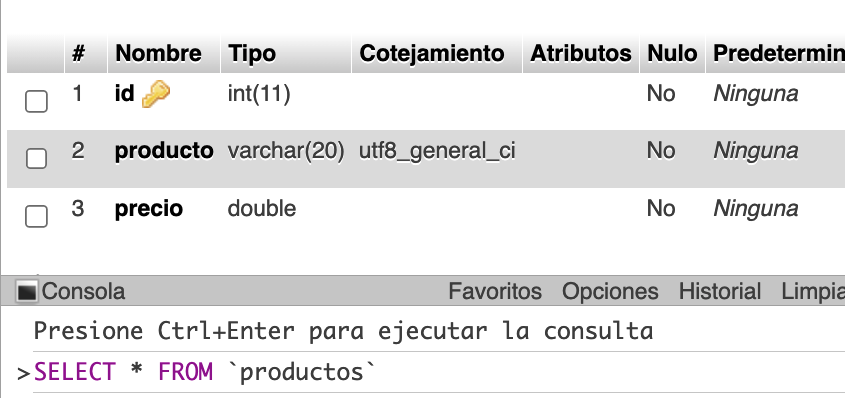 # Nombre Tipo Cotejamiento Atributos Nulo Predetermin
1 id int(11) No Ninguna
2 producto varchar(20) utf8_general_ci No Ninguna
3 precio double No Ninguna
Consola Favoritos Opciones Historial Limpia
Presione Ctrl+Enter para ejecutar la consulta
>SELECT * FROM `productos`